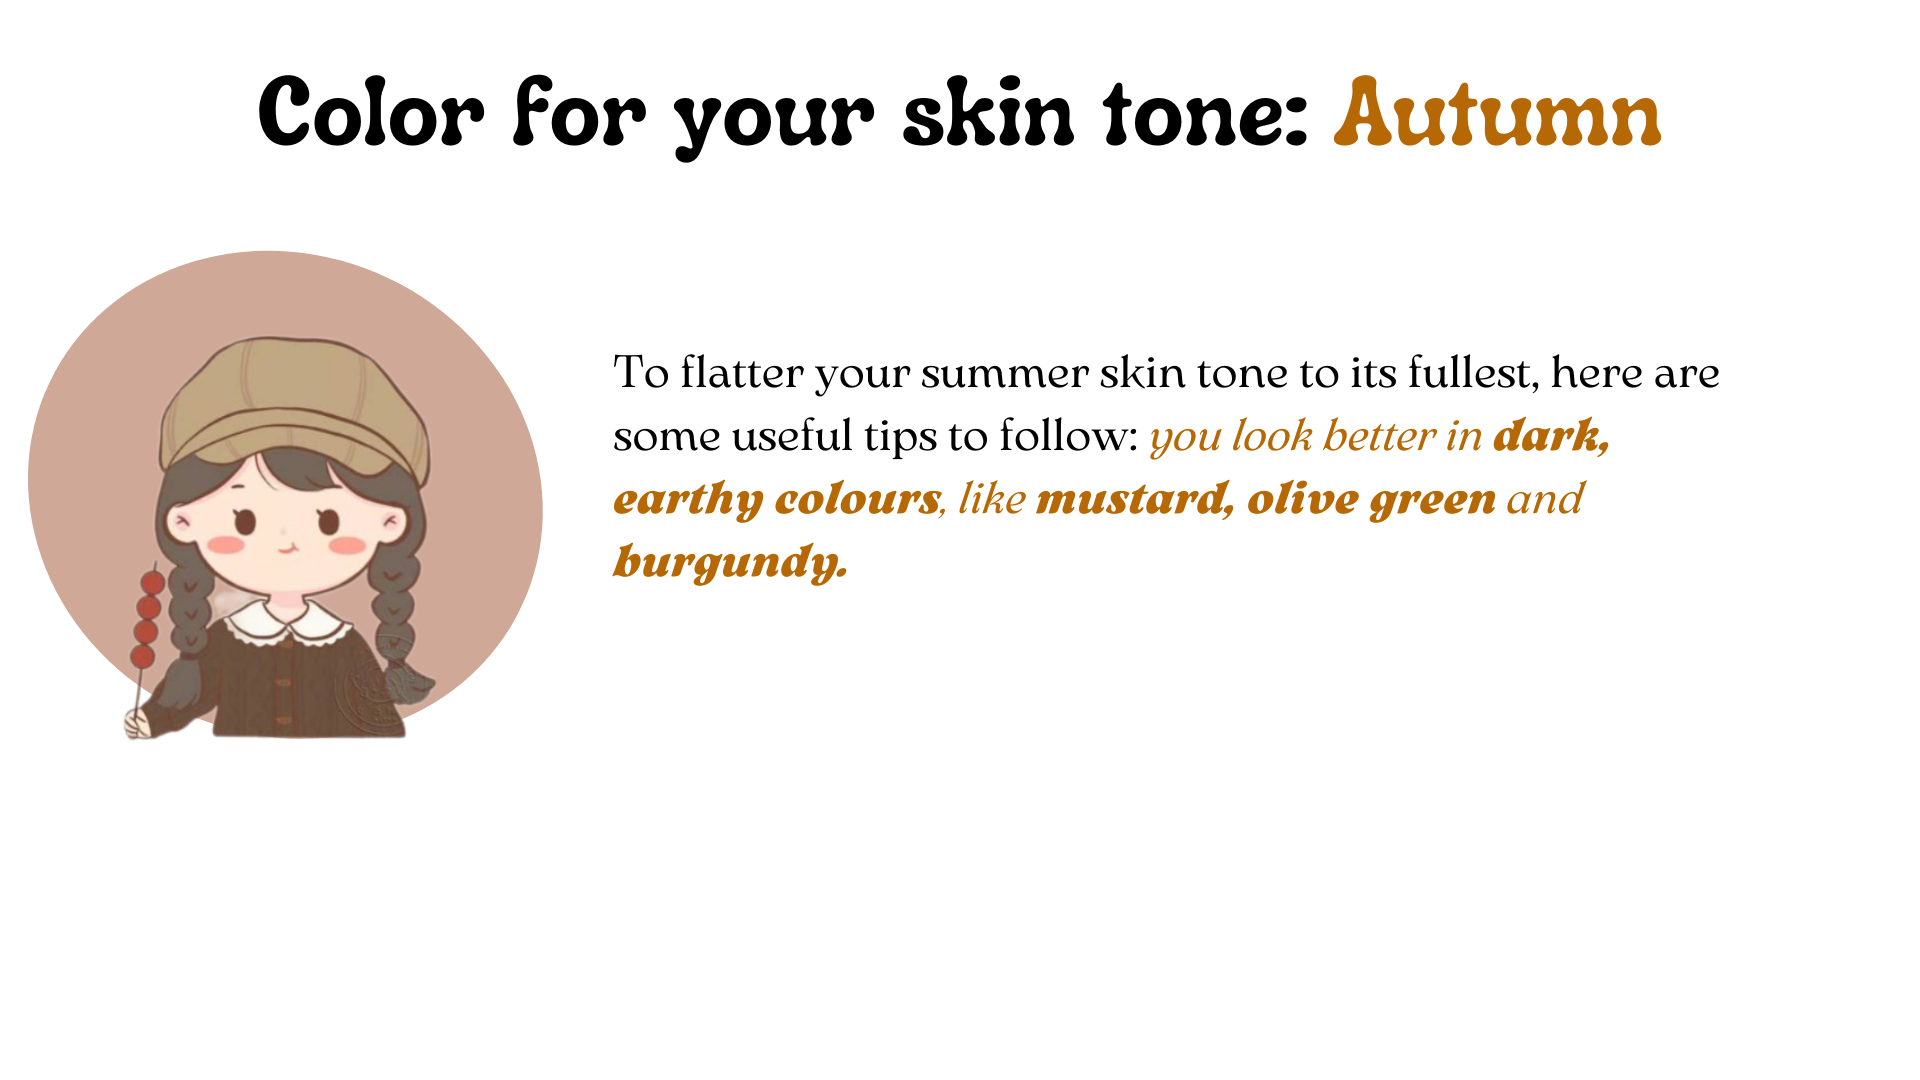 Color for your skin tone: Autumn
To flatter your summer skin tone to its fullest, here are
some useful tips to follow: you look better in dark,
earthy colours, like mustard, olive green and
burgundy.